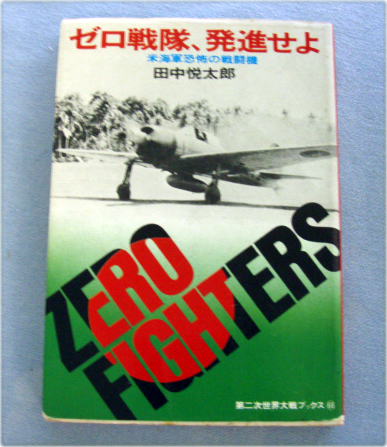 ゼロ戦隊、発進せよ
米海軍恐怖の戦闘機
田中悦太郎
ZERO
FIGHTERS
第二次世界大戦ブックス